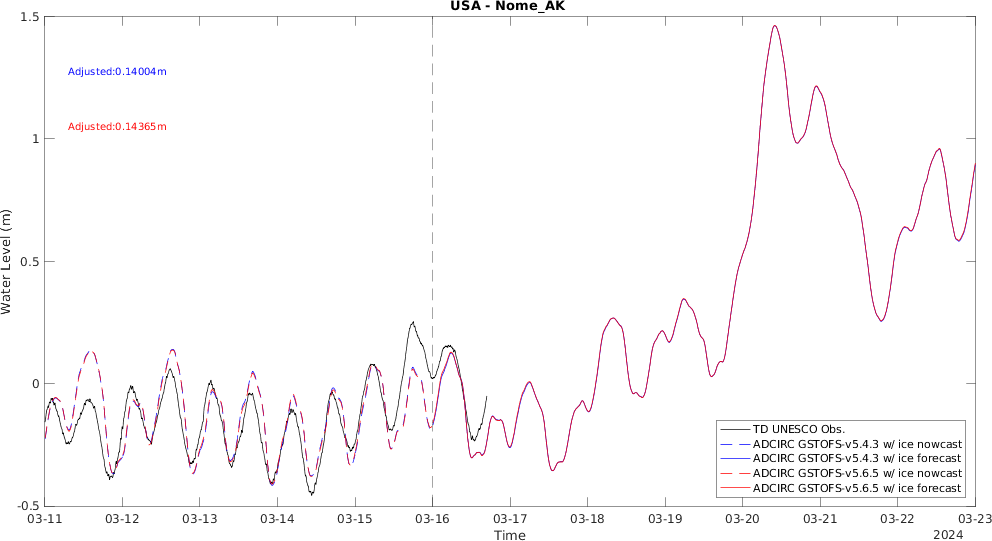 USA - Nome_AK
Adjusted:0.14004m
Adjusted:0.14365m
Water Level (m)
1.5
1
0.5
0
-0.5
TD UNESCO Obs.
ADCIRC GSTOFS-v5.4.3 w/ ice nowcast
ADCIRC GSTOFS-v5.4.3 w/ ice forecast
ADCIRC GSTOFS-v5.6.5 w/ ice nowcast
ADCIRC GSTOFS-v5.6.5 w/ ice forecast
03-11 03-12 03-13 03-14 03-15 03-16 03-17 03-18 03-19 03-20 03-21 03-22 03-23
Time
2024